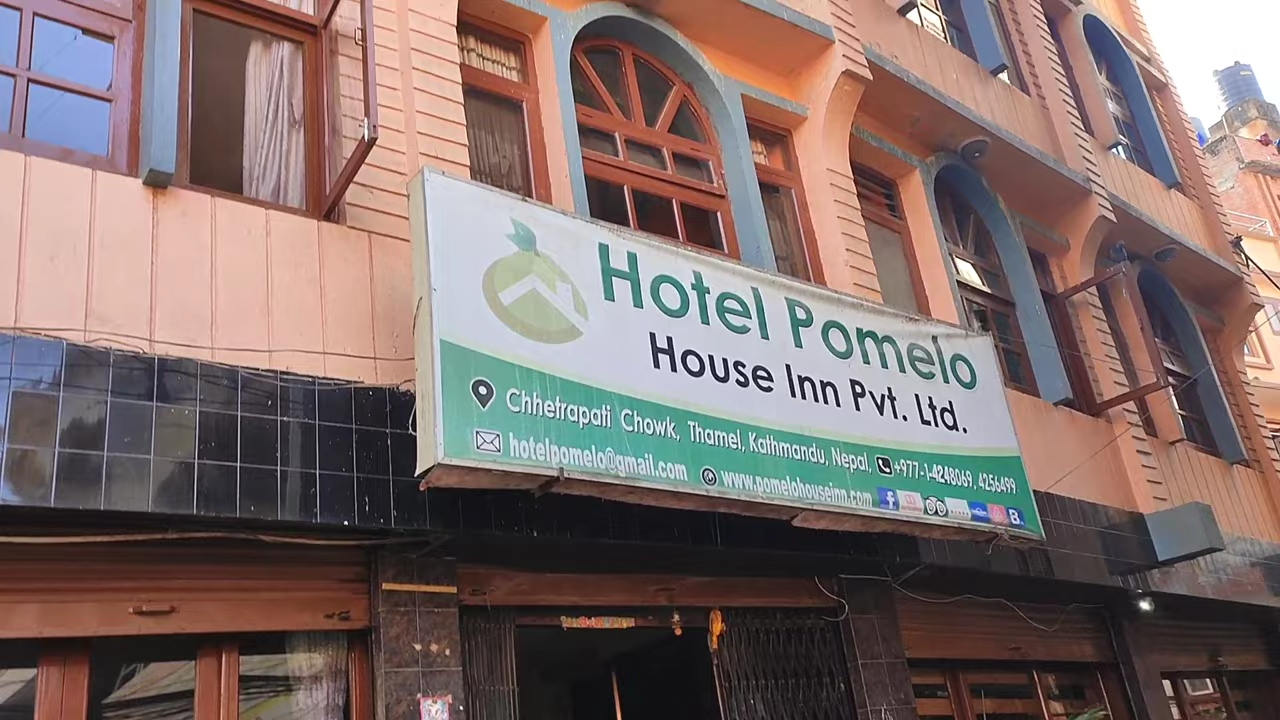 Hotel Pomelo
House Inn Pvt. Ltd.
Chhetrapati Chowk, Thamel, Kathmandu, Nepal, +977-1-4248069, 4256499
hotelpomelo@gmail.com www.pomelohouseinn.com f B.